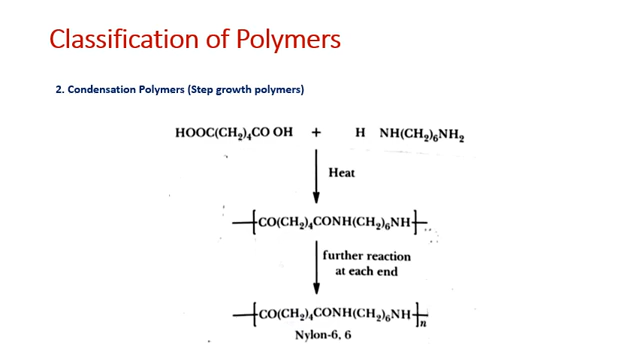 Classification of Polymers
2. Condensation Polymers (Step growth polymers)
HOOC(CH₂)₄CO OH + H NH(CH₂)₆NH₂
Heat
[CO(CH₂)₄CONH(CH₂)₆NH]
further reaction
at each end
[CO(CH₂)₄CONH(CH₂)₆NH]n
Nylon-6, 6